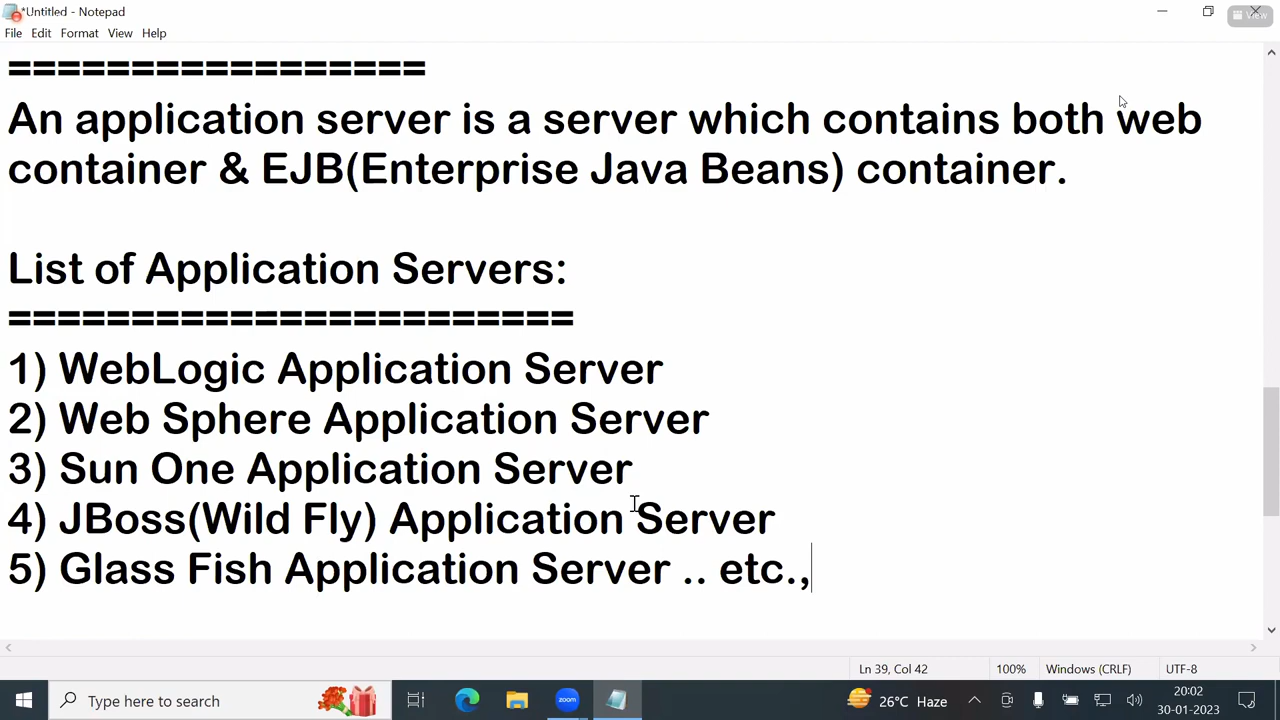 *Untitled - Notepad
View
File Edit Format View Help
=================
An application server is a server which contains both web
container & EJB(Enterprise Java Beans) container.
List of Application Servers:
=======================
1) WebLogic Application Server
2) Web Sphere Application Server
3) Sun One Application Server
4) JBoss(Wild Fly) Application Server
5) Glass Fish Application Server .. etc.,
Ln 39, Col 42 100% Windows (CRLF) UTF-8
Type here to search zoom 26°C Haze 20:02
30-01-2023